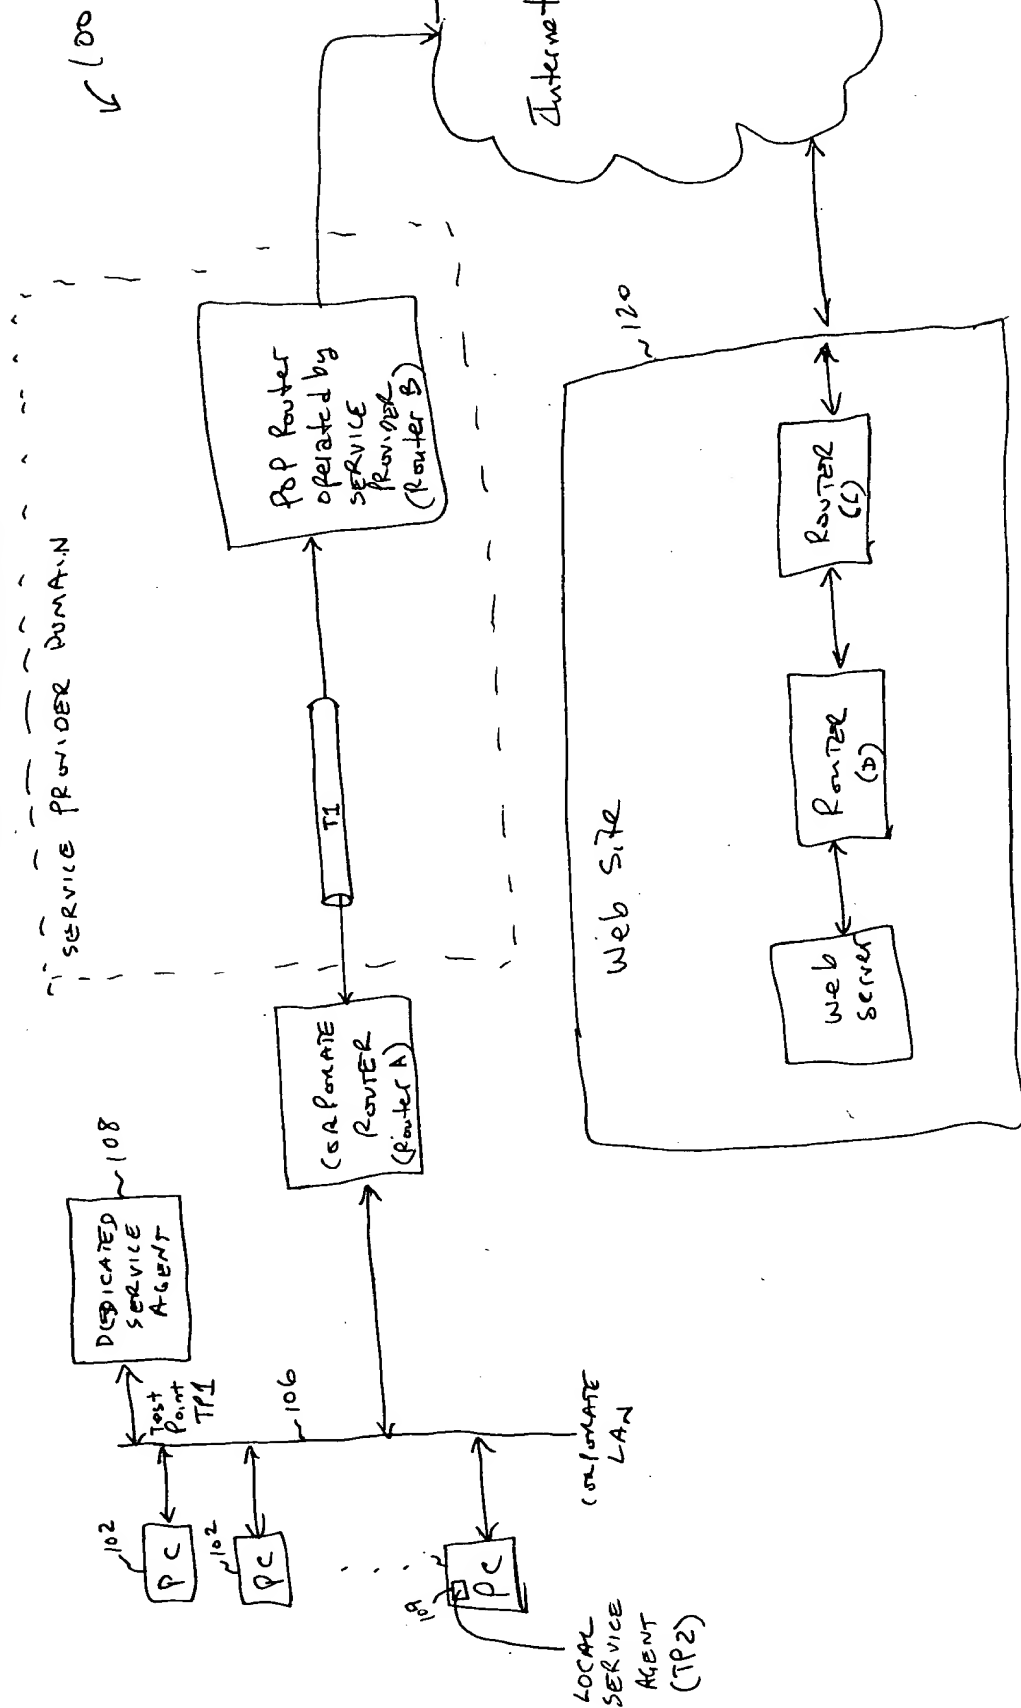 100
SERVICE PROVIDER DOMAIN
DEDICATED
SERVICE
AGENT
108
Test
Point
TP1
102
PC
102
PC
106
PC
LOCAL
SERVICE
AGENT
(TP2)
CORPORATE
LAN
CORPORATE
ROUTER
(Router A)
T1
POP Router
operated by
SERVICE
PROVIDER
(Router B)
Internet
120
Web Site
Web
Server
ROUTER
(D)
ROUTER
(C)